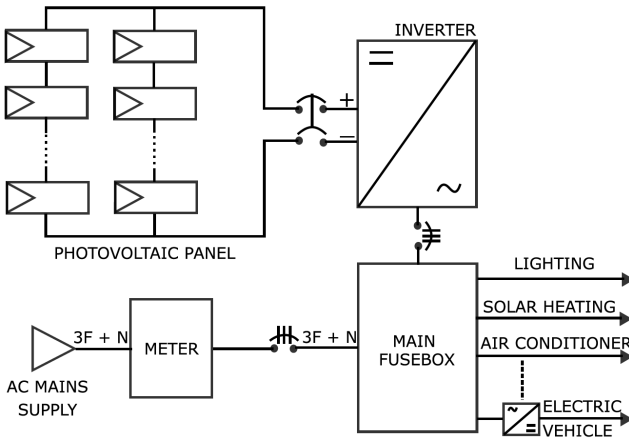 INVERTER
+
−
PHOTOVOLTAIC PANEL
LIGHTING
SOLAR HEATING
AIR CONDITIONER
ELECTRIC
VEHICLE
MAIN
FUSEBOX
3F + N
METER
3F + N
AC MAINS
SUPPLY